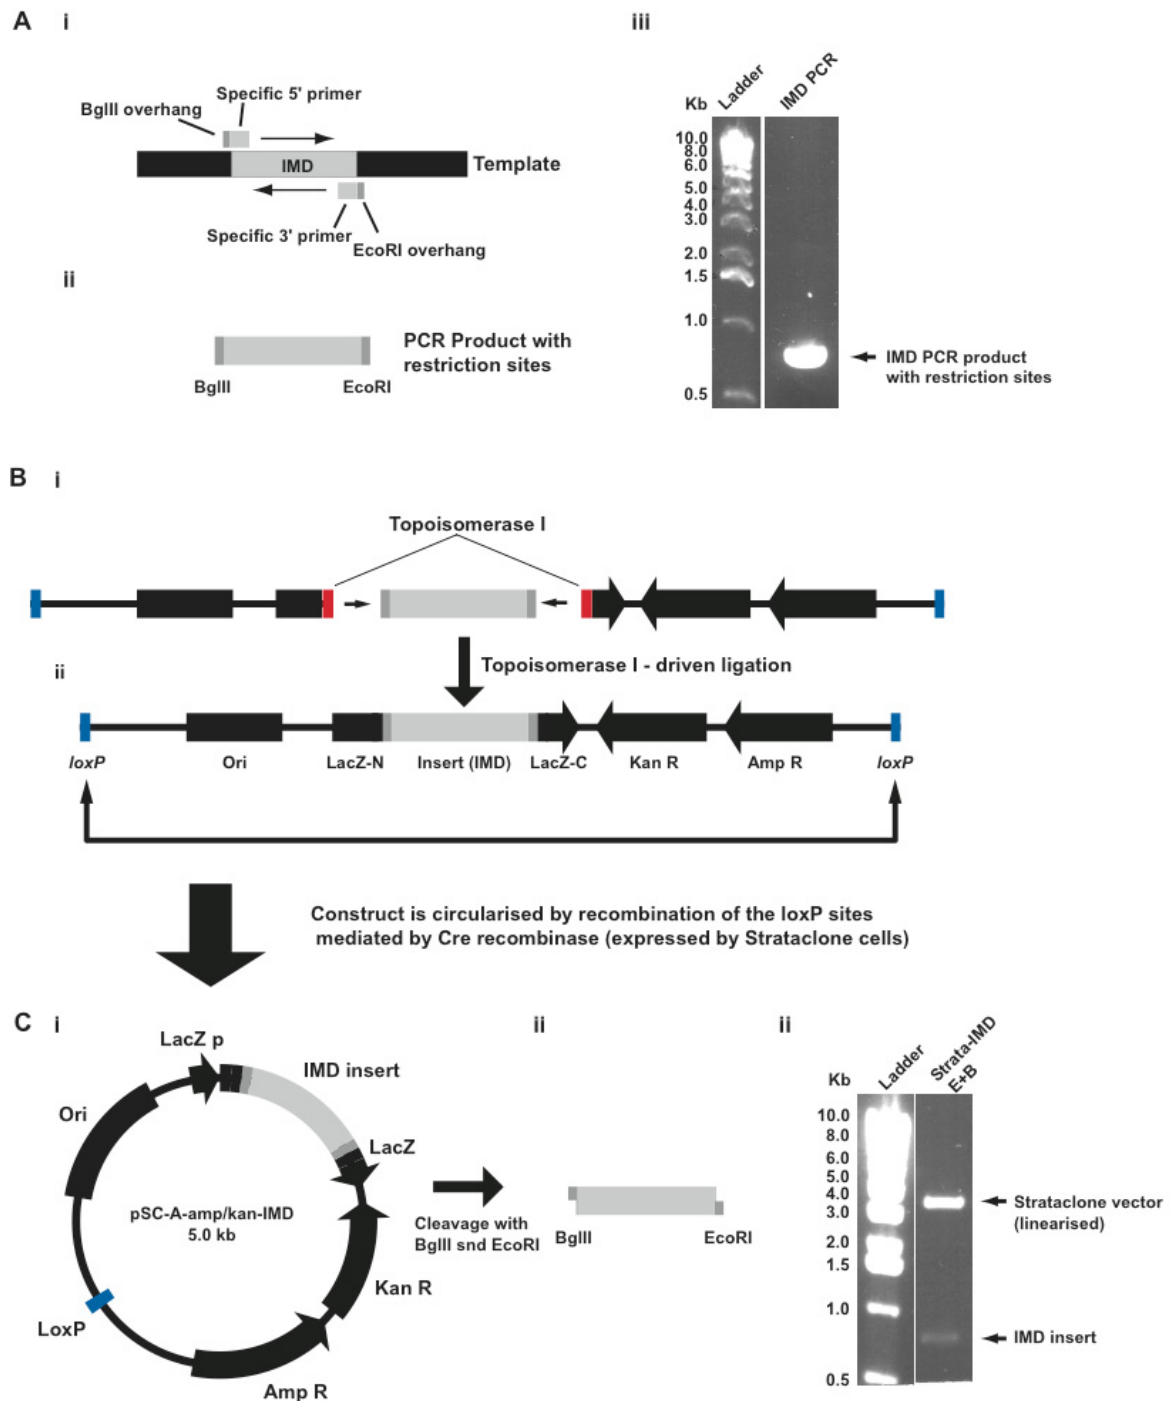 A
i
Specific 5' primer
BglII overhang
IMD
Template
Specific 3' primer
EcoRI overhang
ii
PCR Product with
restriction sites
BglII
EcoRI
iii
Kb
Ladder
IMD PCR
10.0
8.0
6.0
5.0
4.0
3.0
2.0
1.5
1.0
0.5
IMD PCR product
with restriction sites
B
i
Topoisomerase I
Topoisomerase I - driven ligation
ii
loxP
Ori
LacZ-N
Insert (IMD)
LacZ-C
Kan R
Amp R
loxP
Construct is circularised by recombination of the loxP sites
mediated by Cre recombinase (expressed by Strataclone cells)
C
i
LacZ p
IMD insert
Ori
LacZ
pSC-A-amp/kan-IMD
5.0 kb
Kan R
LoxP
Amp R
Cleavage with
BglII snd EcoRI
ii
BglII
EcoRI
ii
Kb
Ladder
Strata-IMD
E+B
10.0
8.0
6.0
5.0
4.0
3.0
2.0
1.5
1.0
0.5
Strataclone vector
(linearised)
IMD insert